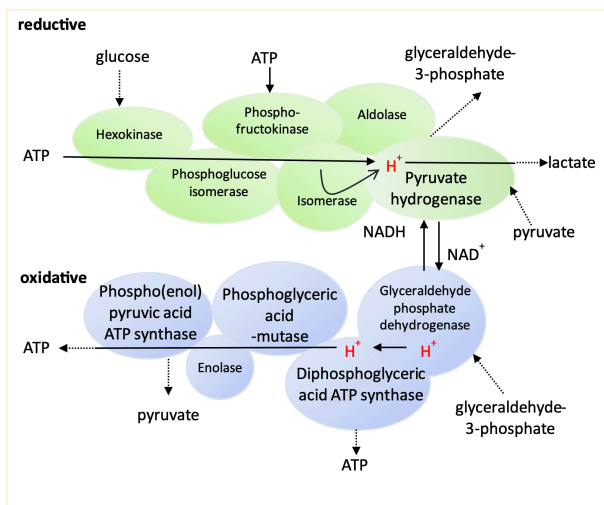 reductive
glucose
ATP
glyceraldehyde-
3-phosphate
Hexokinase
Phospho-
fructokinase
Aldolase
ATP
H+
lactate
Phosphoglucose
isomerase
Isomerase
Pyruvate
hydrogenase
pyruvate
NADH
NAD+
oxidative
Phospho(enol)
pyruvic acid
ATP synthase
Phosphoglyceric
acid
-mutase
Glyceraldehyde
phosphate
dehydrogenase
ATP
H+
H+
Enolase
Diphosphoglyceric
acid ATP synthase
pyruvate
glyceraldehyde-
3-phosphate
ATP